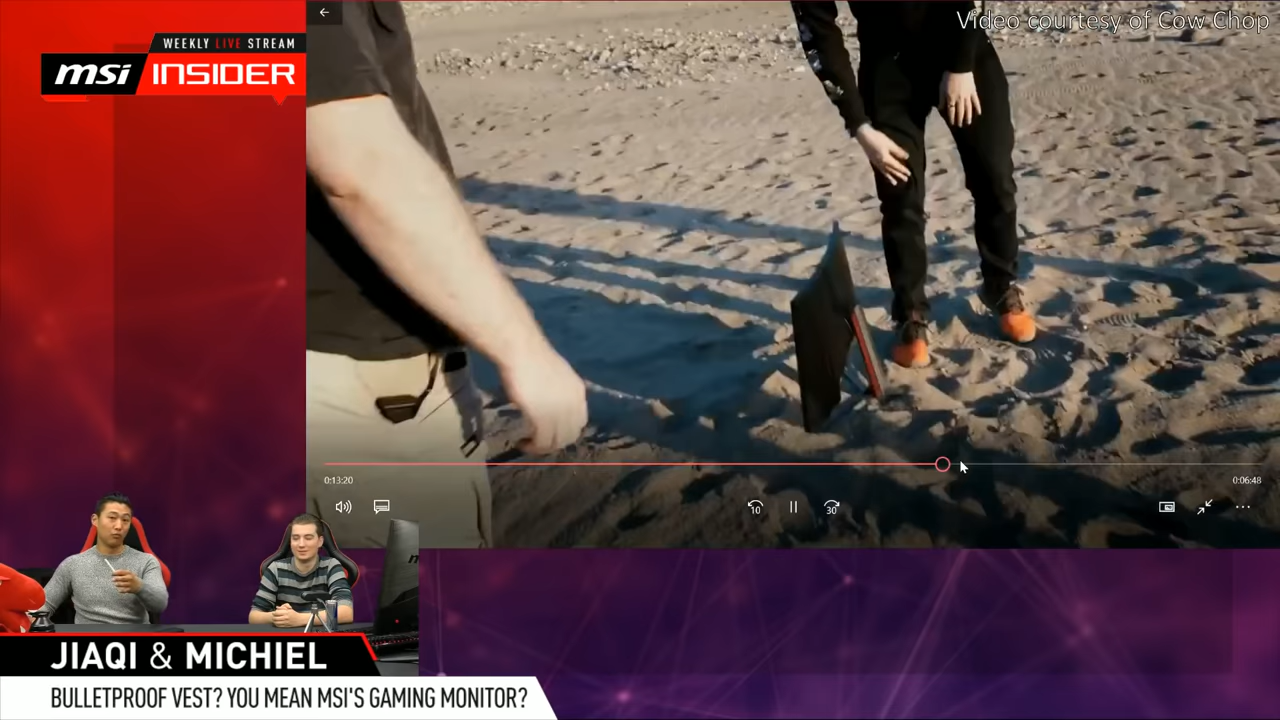 Video courtesy of Cow Chop
WEEKLY LIVE STREAM
msi INSIDER
0:13:20
0:06:48
10
30
JIAQI & MICHIEL
BULLETPROOF VEST? YOU MEAN MSI'S GAMING MONITOR?